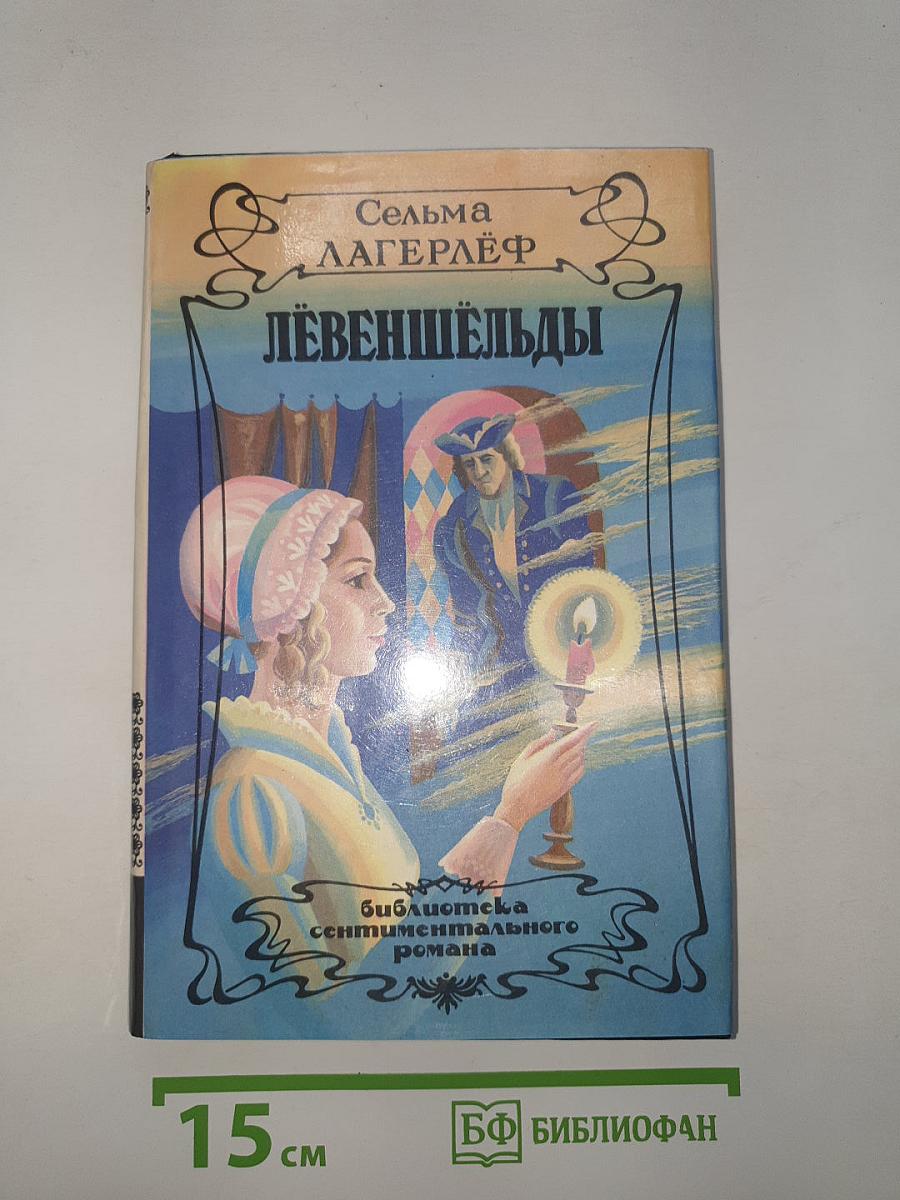 Сельма
ЛАГЕРЛЁФ
ЛЁВЕНШЁЛЬДЫ
библиотека
сентиментального
романа
15 см
БФ БИБЛИОФАН